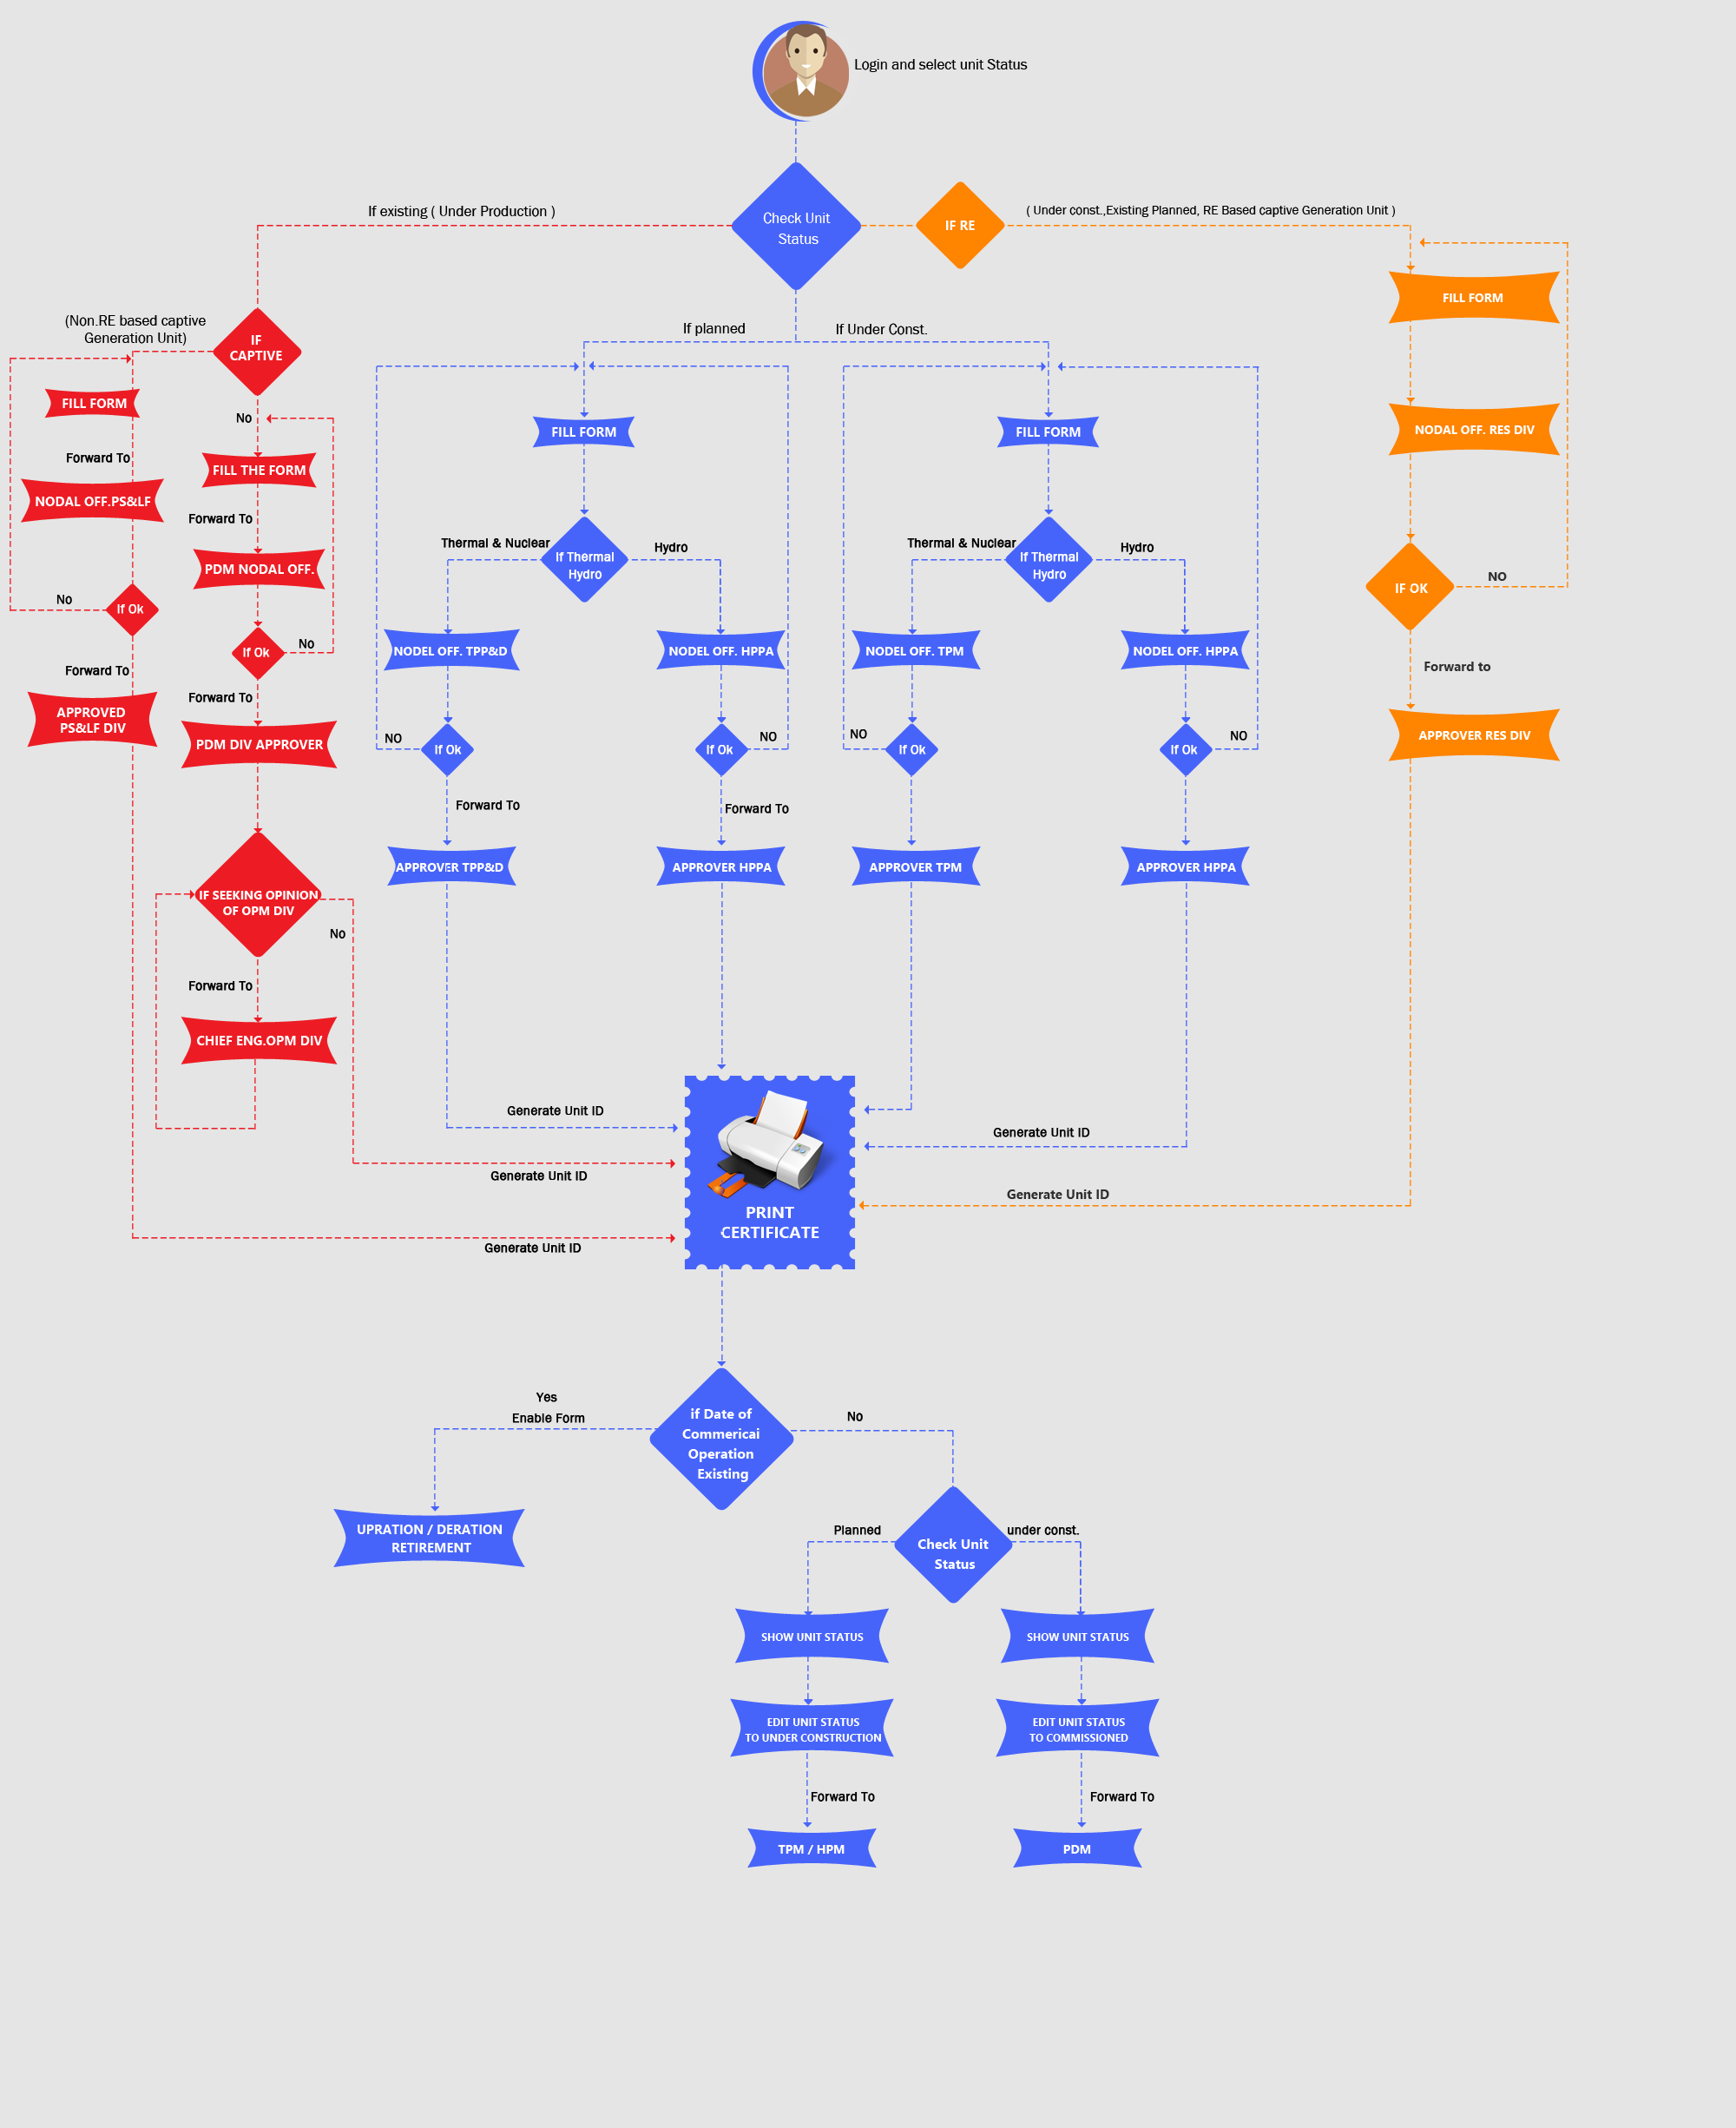 Login and select unit Status
Check Unit
Status
If existing ( Under Production )
IF RE
( Under const.,Existing Planned, RE Based captive Generation Unit )
FILL FORM
NODAL OFF. RES DIV
IF OK
NO
Forward to
APPROVER RES DIV
Generate Unit ID
(Non.RE based captive
Generation Unit)
IF
CAPTIVE
FILL FORM
Forward To
NODAL OFF.PS&LF
If Ok
No
Forward To
APPROVED
PS&LF DIV
Generate Unit ID
No
FILL THE FORM
Forward To
PDM NODAL OFF.
If Ok
No
Forward To
PDM DIV APPROVER
IF SEEKING OPINION
OF OPM DIV
No
Forward To
CHIEF ENG.OPM DIV
Generate Unit ID
If planned
FILL FORM
If Thermal
Hydro
Thermal & Nuclear
Hydro
NODEL OFF. TPP&D
NODEL OFF. HPPA
If Ok
NO
If Ok
NO
Forward To
Forward To
APPROVER TPP&D
APPROVER HPPA
Generate Unit ID
If Under Const.
FILL FORM
If Thermal
Hydro
Thermal & Nuclear
Hydro
NODEL OFF. TPM
NODEL OFF. HPPA
NO
If Ok
If Ok
NO
APPROVER TPM
APPROVER HPPA
Generate Unit ID
PRINT
CERTIFICATE
if Date of
Commericai
Operation
Existing
Yes
Enable Form
No
UPRATION / DERATION
RETIREMENT
Check Unit
Status
Planned
under const.
SHOW UNIT STATUS
SHOW UNIT STATUS
EDIT UNIT STATUS
TO UNDER CONSTRUCTION
EDIT UNIT STATUS
TO COMMISSIONED
Forward To
Forward To
TPM / HPM
PDM